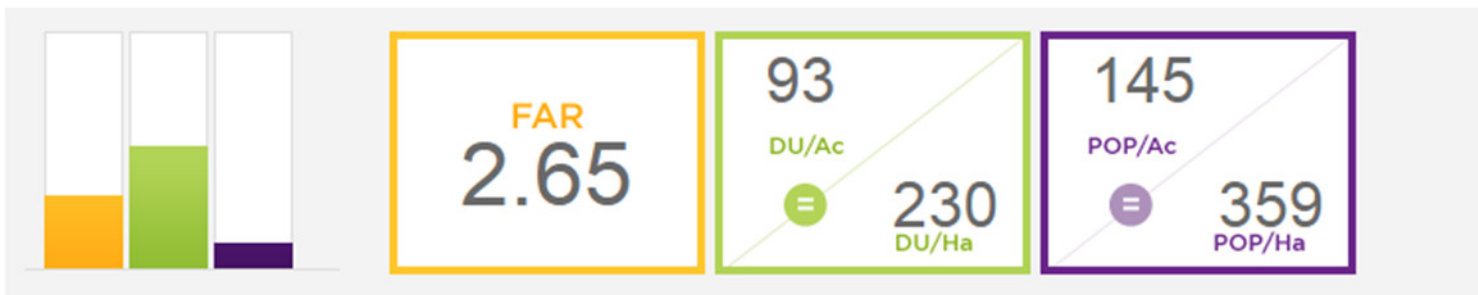 FAR
2.65
93
DU/Ac
=
230
DU/Ha
145
POP/Ac
=
359
POP/Ha